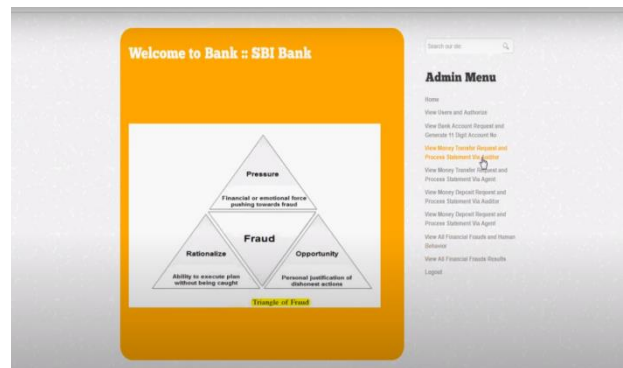 Welcome to Bank :: SBI Bank
Pressure
Financial or emotional force
pushing towards fraud
Fraud
Rationalize
Opportunity
Ability to execute plan
without being caught
Personal justification of
dishonest actions
Triangle of Fraud
Search our site
Admin Menu
Home
View Users and Authorize
View Bank Account Request and
Generate 11 Digit Account No
View Money Transfer Request and
Process Statement Via Auditor
View Money Transfer Request and
Process Statement Via Agent
View Money Deposit Request and
Process Statement Via Auditor
View Money Deposit Request and
Process Statement Via Agent
View All Financial Frauds and Human
Behavior
View All Financial Frauds Results
Logout